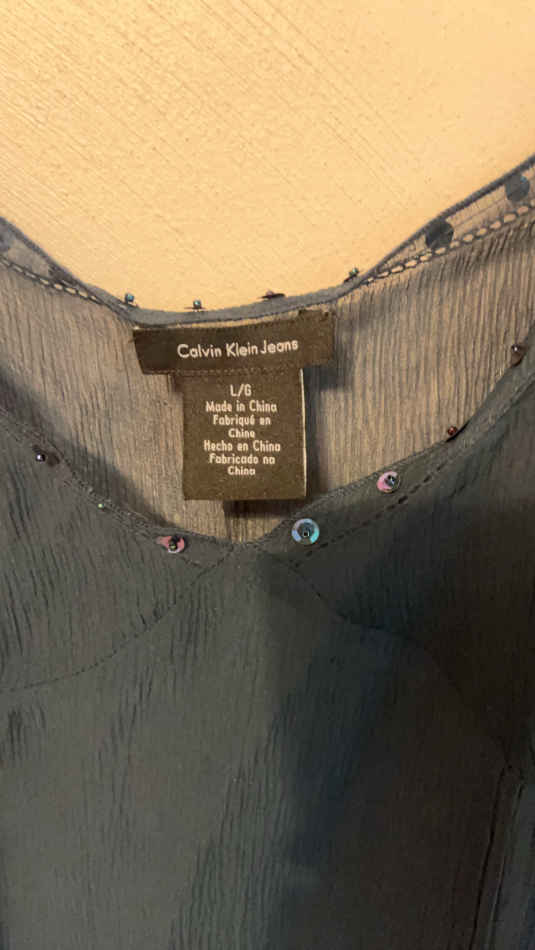 Calvin Klein Jeans
L/G
Made in China
Fabriqué en
Chine
Hecho en China
Fabricado na
China